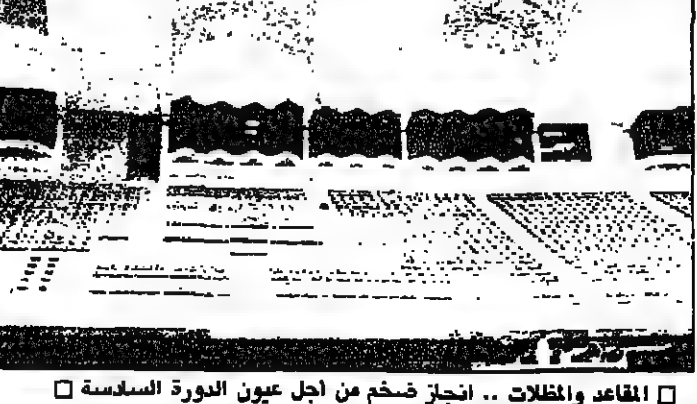 □ المقاعد والمظلات .. انجاز ضخم من أجل عيون الدورة السادسة □